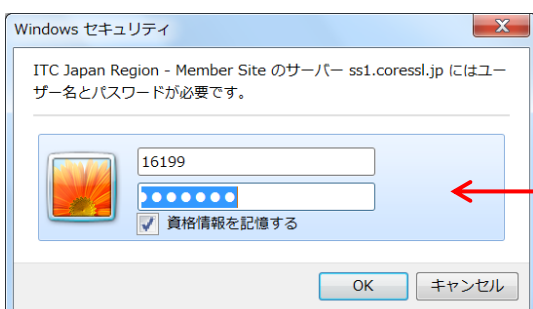 Windows セキュリティ
ITC Japan Region - Member Site のサーバー ss1.coressl.jp にはユー
ザー名とパスワードが必要です。
16199
●●●●●●●
資格情報を記憶する
OK キャンセル